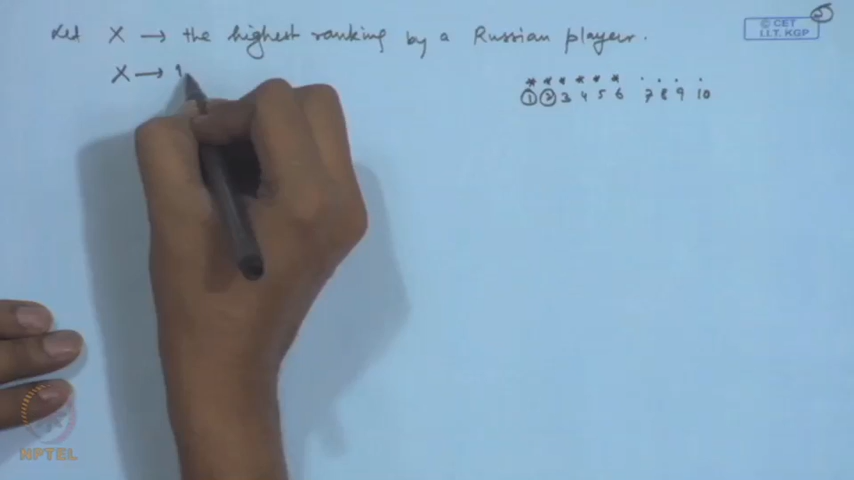 Let X → the highest ranking by a Russian player.
© CET
I.I.T. KGP
X → 1
* * * * * * . . . .
1 2 3 4 5 6 7 8 9 10
NPTEL